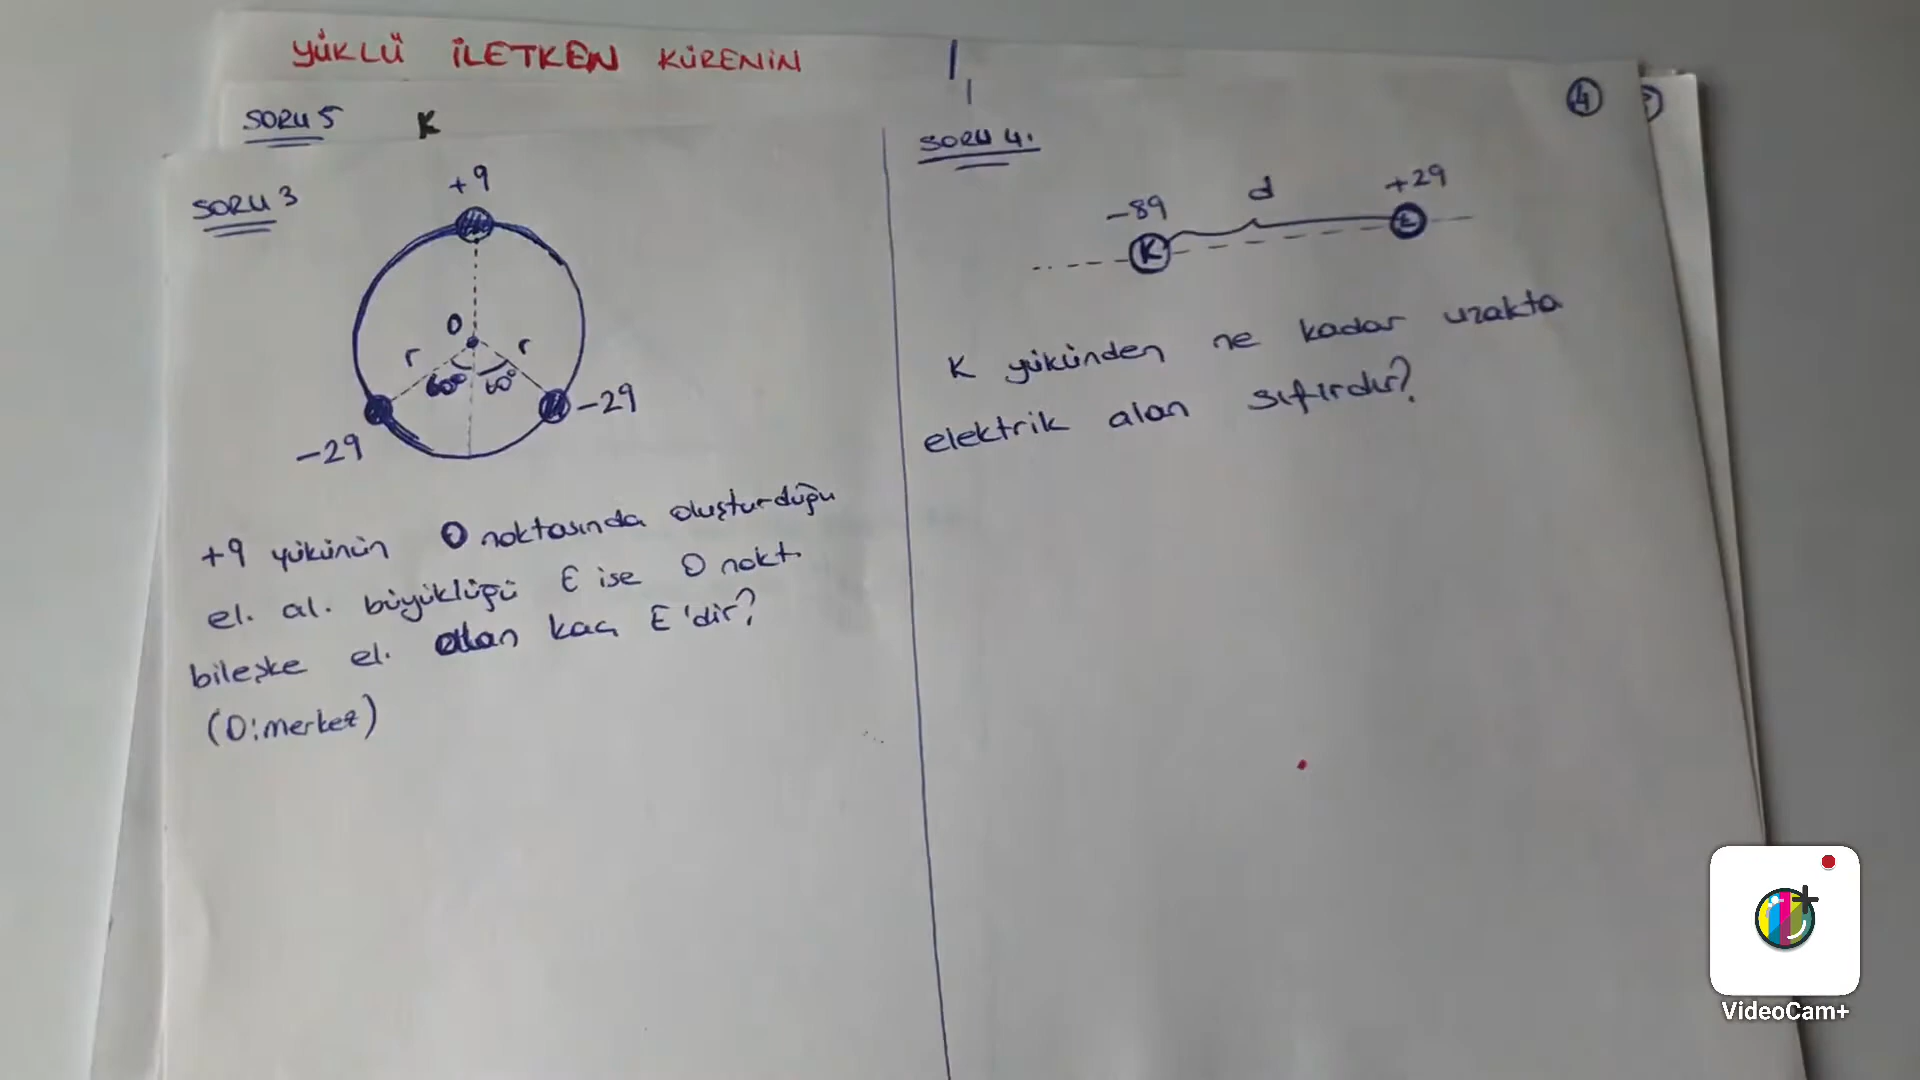 YÜKLÜ İLETKEN KÜRENİN
SORU 5 K
4
SORU 3
+q
O
r
r
60°
60°
-2q
-2q
+q yükünün O noktasında oluşturduğu
el. al. büyüklüğü E ise O nokt.
bileşke el. alan kaç E'dir?
(O:merkez)
SORU 4.
-8q
d
+2q
K
L
K yükünden ne kadar uzakta
elektrik alan sıfırdır?
VideoCam+